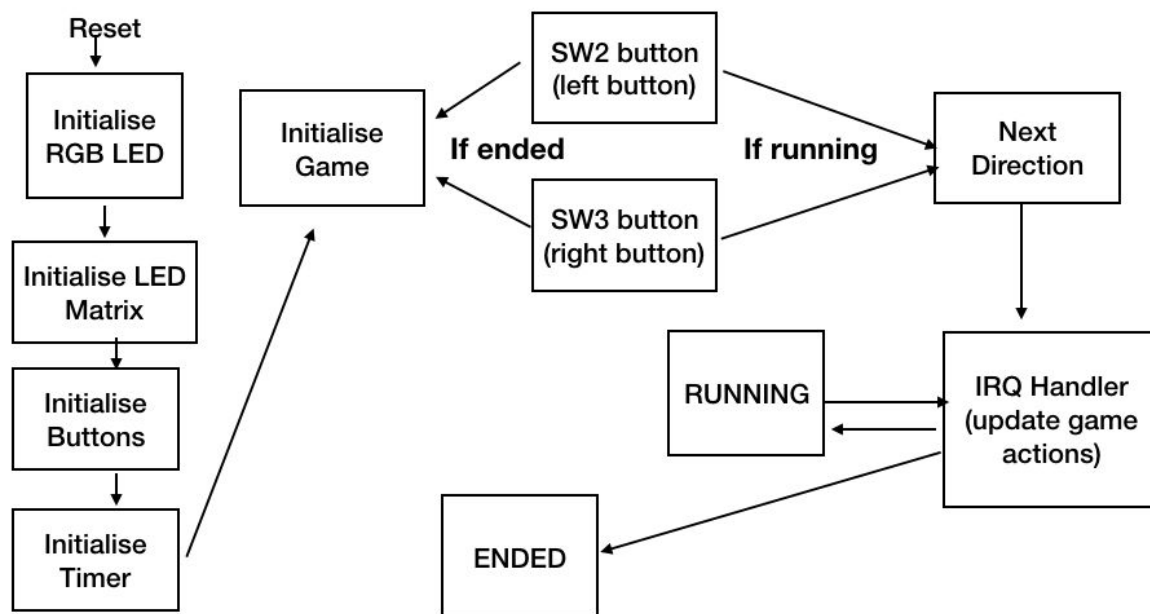 Reset
Initialise
RGB LED
Initialise LED
Matrix
Initialise
Buttons
Initialise
Timer
Initialise
Game
SW2 button
(left button)
If ended
If running
SW3 button
(right button)
Next
Direction
RUNNING
IRQ Handler
(update game
actions)
ENDED